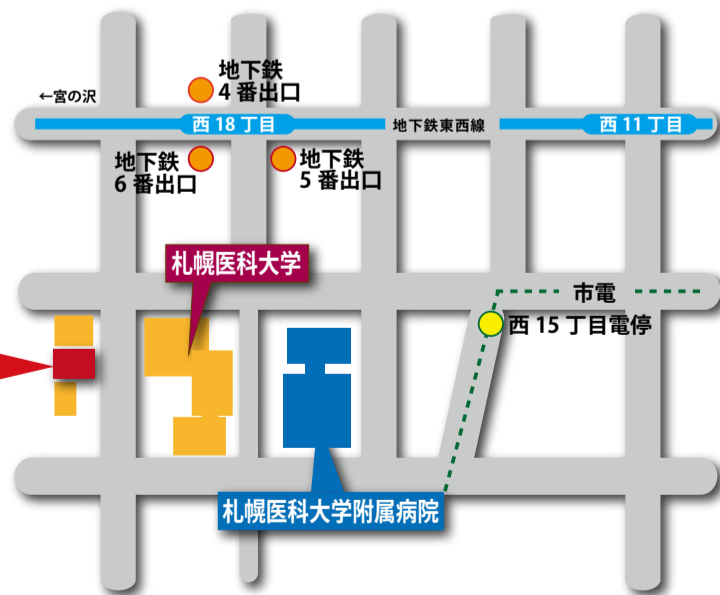 地下鉄
4 番出口
←宮の沢
西 18 丁目
地下鉄東西線
西 11 丁目
地下鉄
6 番出口
地下鉄
5 番出口
札幌医科大学
市電
西 15 丁目電停
札幌医科大学附属病院